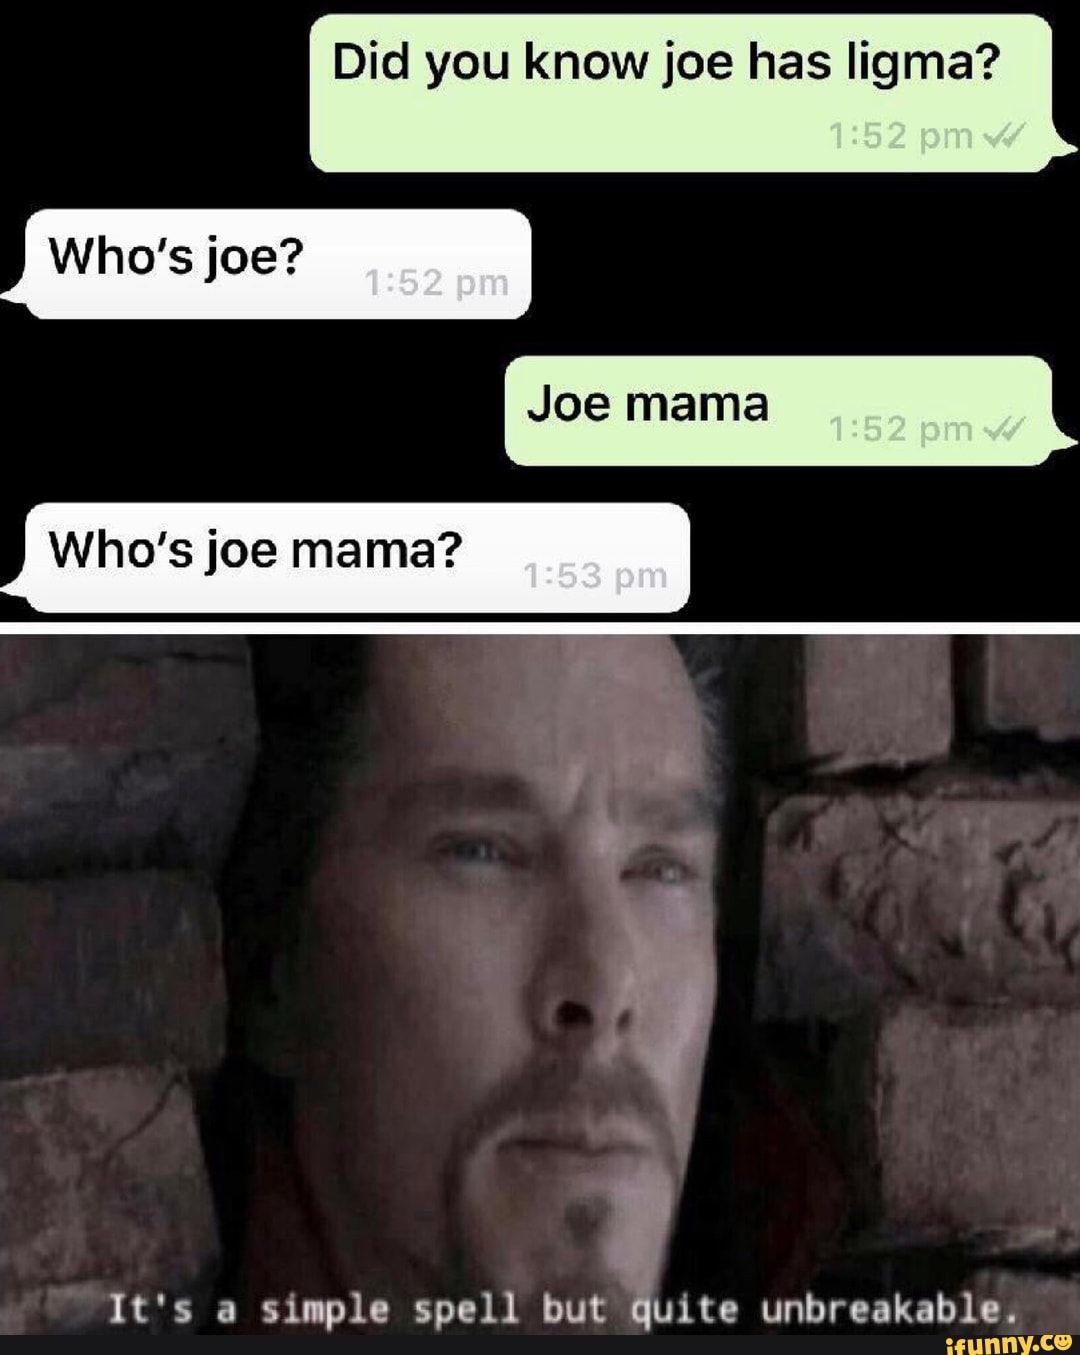 Did you know joe has ligma?
1:52 pm
Who's joe?
1:52 pm
Joe mama
1:52 pm
Who's joe mama?
1:53 pm
It's a simple spell but quite unbreakable.
ifunny.co